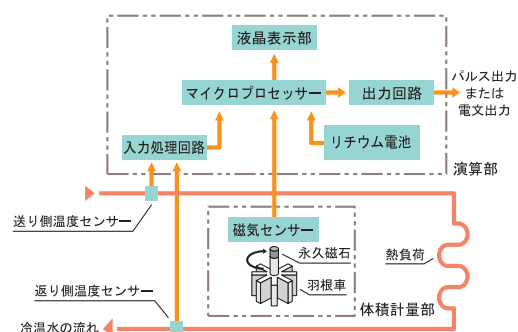 液晶表示部
マイクロプロセッサー
出力回路
パルス出力
または
電文出力
入力処理回路
リチウム電池
演算部
送り側温度センサー
磁気センサー
永久磁石
熱負荷
羽根車
返り側温度センサー
体積計量部
冷温水の流れ